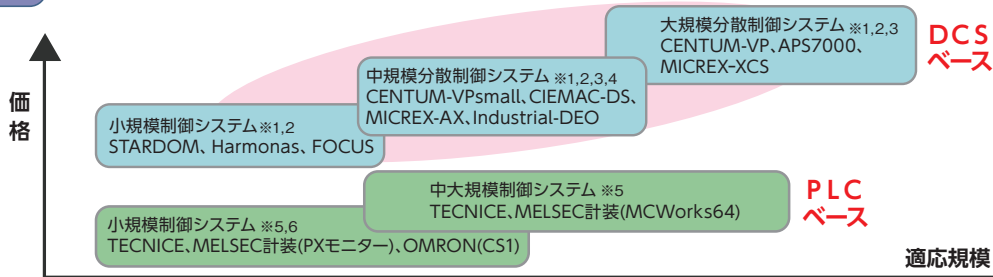 価格
大規模分散制御システム ※1,2,3
CENTUM-VP、APS7000、
MICREX-XCS
DCS
ベース
中規模分散制御システム ※1,2,3,4
CENTUM-VPsmall、CIEMAC-DS、
MICREX-AX、Industrial-DEO
小規模制御システム※1,2
STARDOM、Harmonas、FOCUS
中大規模制御システム ※5
TECNICE、MELSEC計装(MCWorks64)
PLC
ベース
小規模制御システム ※5,6
TECNICE、MELSEC計装(PXモニター)、OMRON(CS1)
適応規模